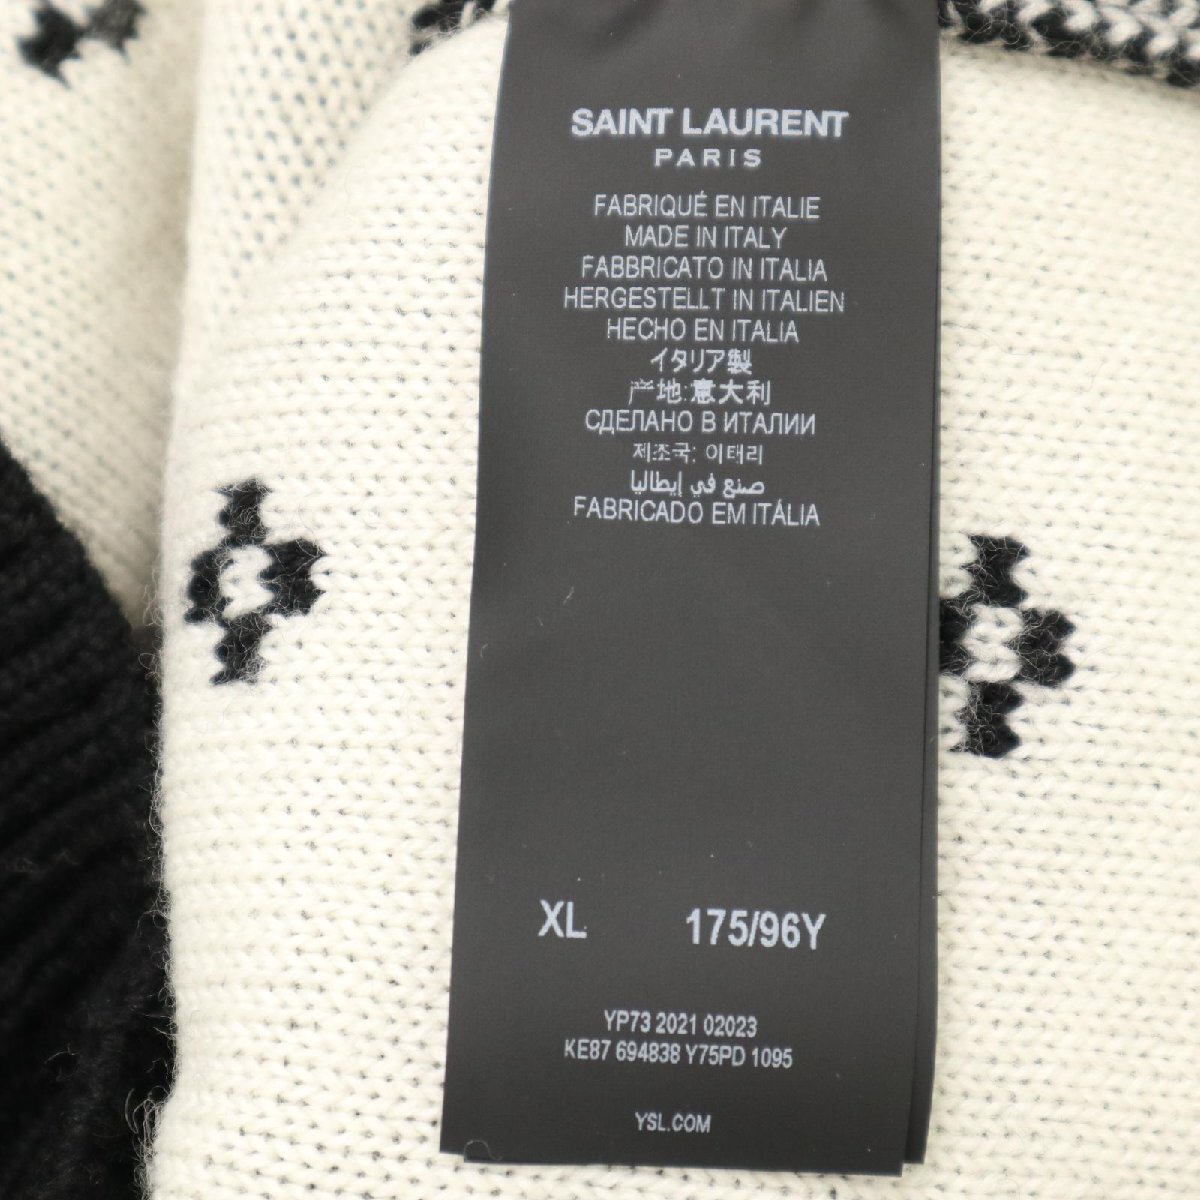 SAINT LAURENT
PARIS
FABRIQUÉ EN ITALIE
MADE IN ITALY
FABBRICATO IN ITALIA
HERGESTELLT IN ITALIEN
HECHO EN ITALIA
イタリア製
产地:意大利
СДЕЛАНО В ИТАЛИИ
제조국: 이태리
صنع في إيطاليا
FABRICADO EM ITÁLIA
XL 175/96Y
YP73 2021 02023
KE87 694838 Y75PD 1095
YSL.COM